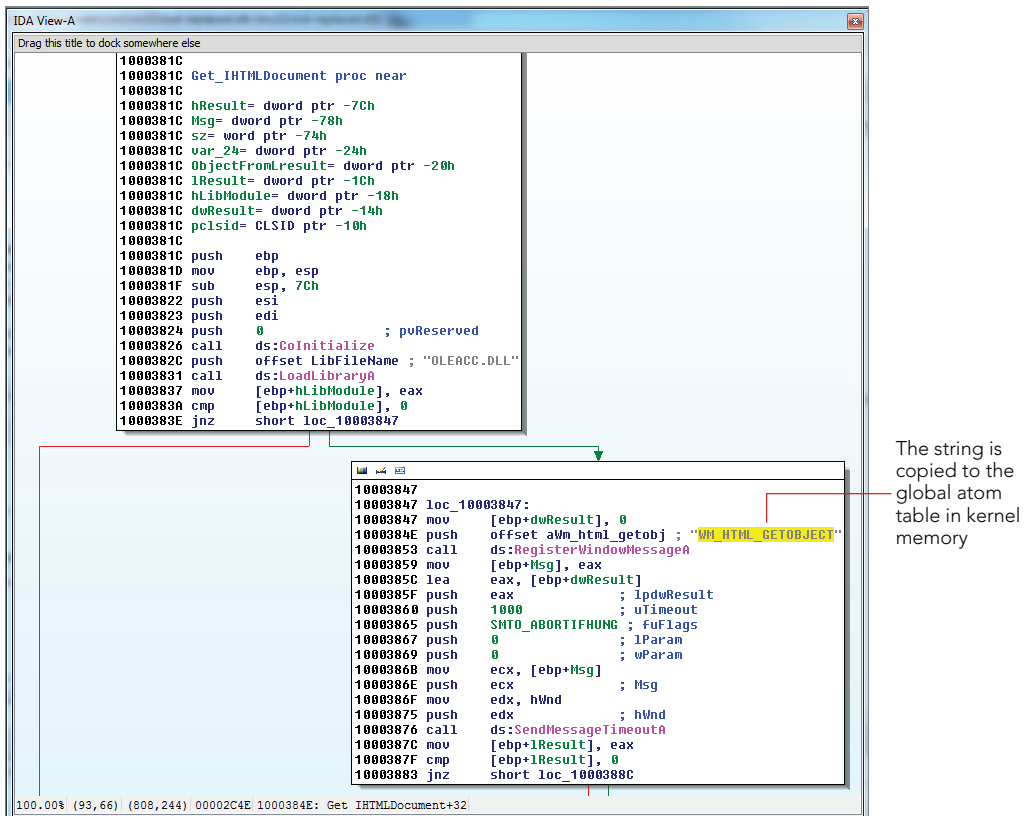 IDA View-A
Drag this title to dock somewhere else
1000381C
1000381C Get_IHTMLDocument proc near
1000381C
1000381C hResult= dword ptr -7Ch
1000381C Msg= dword ptr -78h
1000381C sz= word ptr -74h
1000381C var_24= dword ptr -24h
1000381C ObjectFromLresult= dword ptr -20h
1000381C lResult= dword ptr -1Ch
1000381C hLibModule= dword ptr -18h
1000381C dwResult= dword ptr -14h
1000381C pclsid= CLSID ptr -10h
1000381C
1000381C push ebp
1000381D mov ebp, esp
1000381F sub esp, 7Ch
10003822 push esi
10003823 push edi
10003824 push 0 ; pvReserved
10003826 call ds:CoInitialize
1000382C push offset LibFileName ; "OLEACC.DLL"
10003831 call ds:LoadLibraryA
10003837 mov [ebp+hLibModule], eax
1000383A cmp [ebp+hLibModule], 0
1000383E jnz short loc_10003847
10003847
10003847 loc_10003847:
10003847 mov [ebp+dwResult], 0
1000384E push offset aWm_html_getobj ; "WM_HTML_GETOBJECT"
10003853 call ds:RegisterWindowMessageA
10003859 mov [ebp+Msg], eax
1000385C lea eax, [ebp+dwResult]
1000385F push eax ; lpdwResult
10003860 push 1000 ; uTimeout
10003865 push SMTO_ABORTIFHUNG ; fuFlags
10003867 push 0 ; lParam
10003869 push 0 ; wParam
1000386B mov ecx, [ebp+Msg]
1000386E push ecx ; Msg
1000386F mov edx, hWnd
10003875 push edx ; hWnd
10003876 call ds:SendMessageTimeoutA
1000387C mov [ebp+lResult], eax
1000387F cmp [ebp+lResult], 0
10003883 jnz short loc_1000388C
The string is
copied to the
global atom
table in kernel
memory
100.00% (93,66) (808,244) 00002C4E 1000384E: Get_IHTMLDocument+32